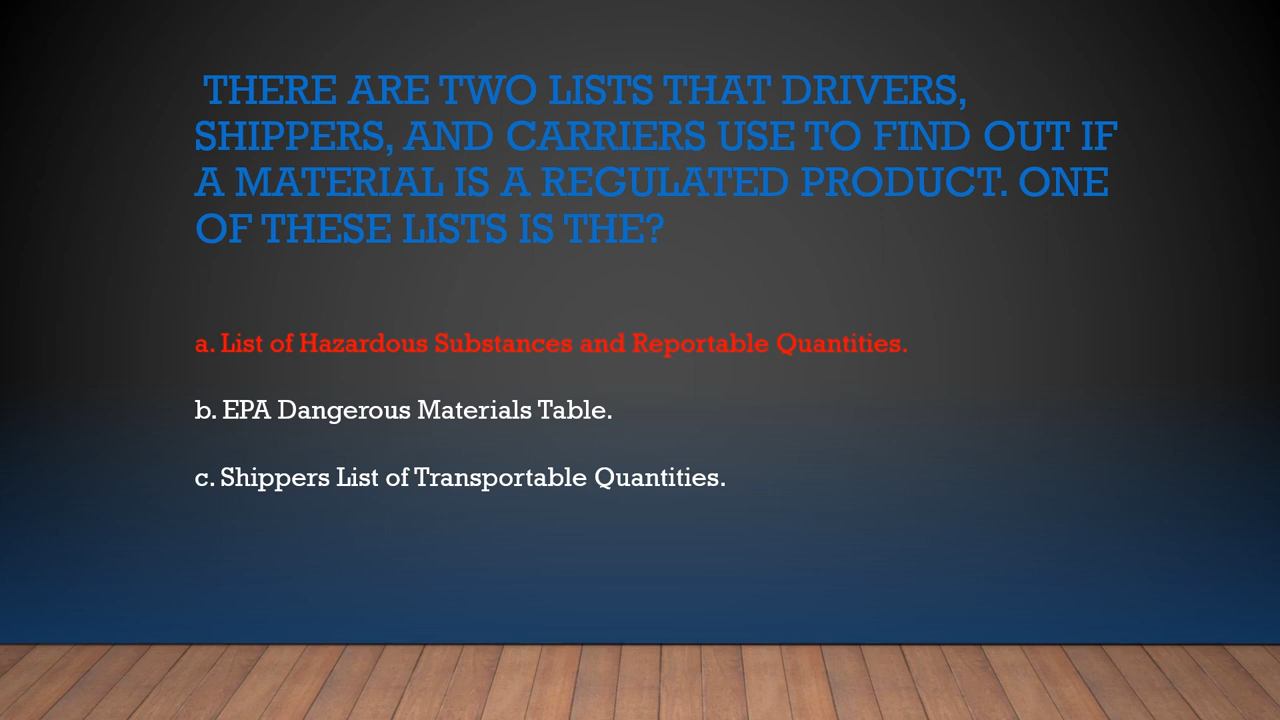 THERE ARE TWO LISTS THAT DRIVERS,
SHIPPERS, AND CARRIERS USE TO FIND OUT IF
A MATERIAL IS A REGULATED PRODUCT. ONE
OF THESE LISTS IS THE?
a. List of Hazardous Substances and Reportable Quantities.
b. EPA Dangerous Materials Table.
c. Shippers List of Transportable Quantities.